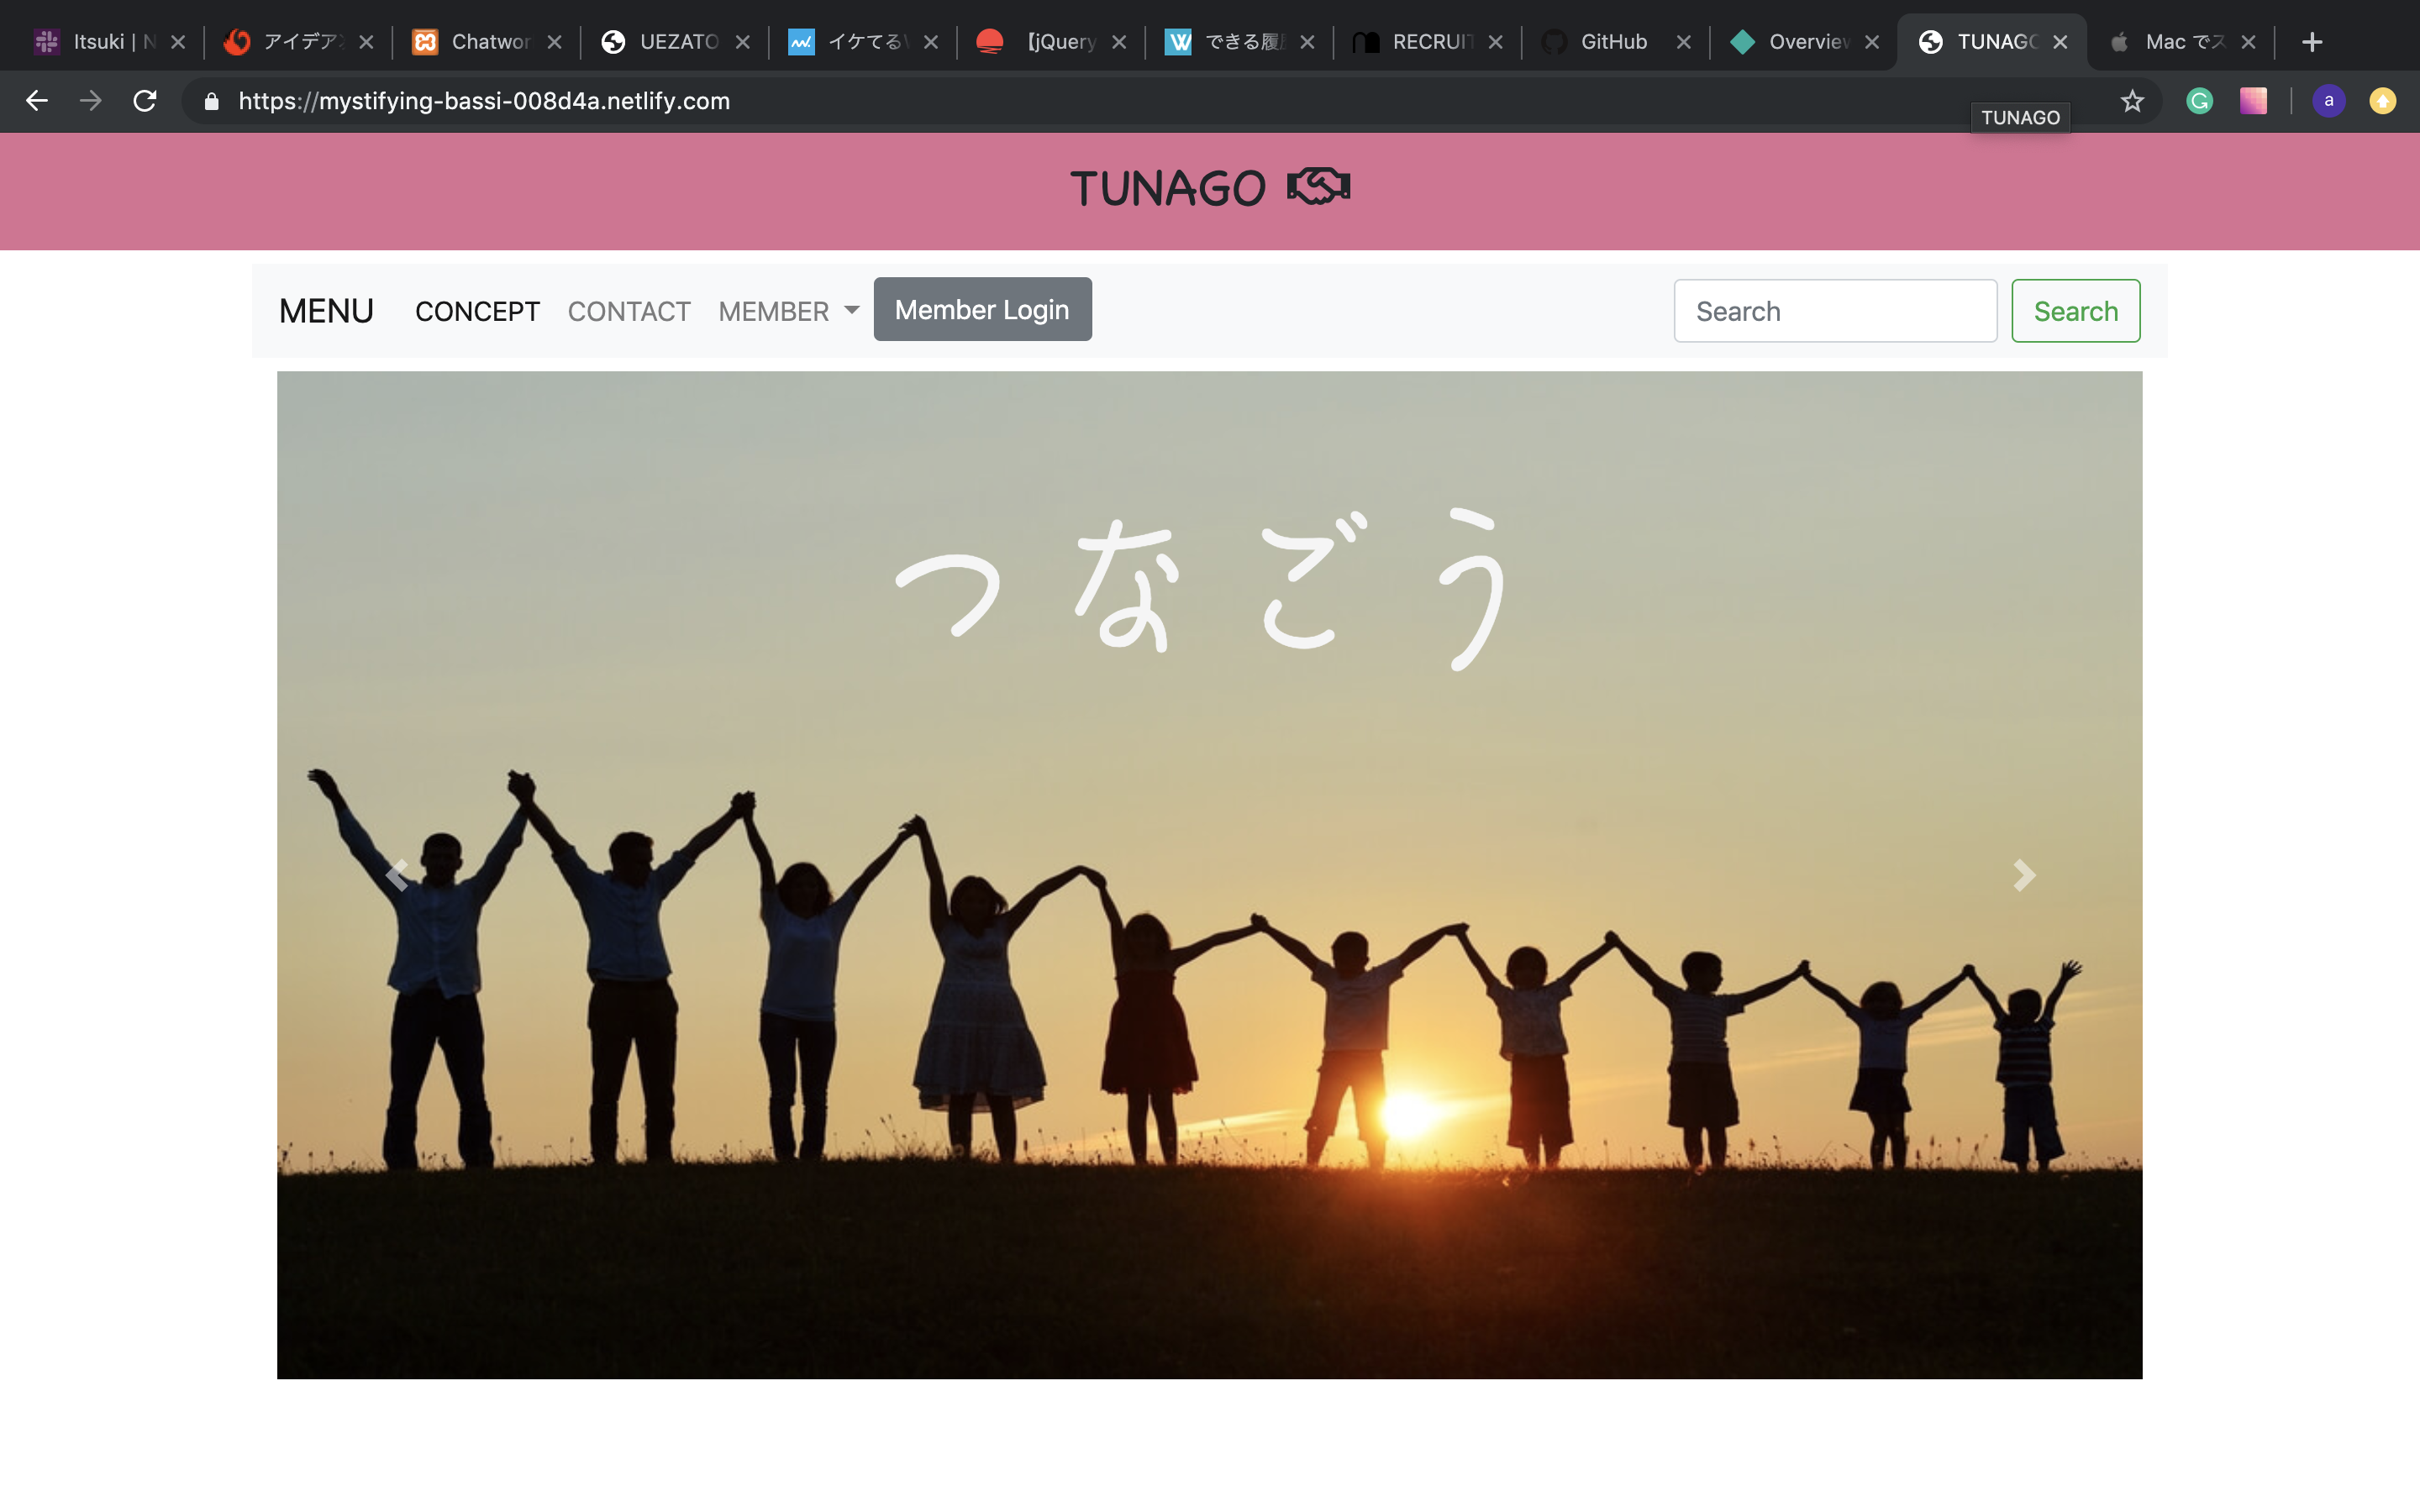 Itsuki | N
アイデア
Chatwor
UEZATO
イケてる
【jQuery
できる履
RECRUIT
GitHub
Overview
TUNAGO
Mac でス
https://mystifying-bassi-008d4a.netlify.com
a
TUNAGO
TUNAGO
MENU CONCEPT CONTACT MEMBER Member Login Search Search
つなごう